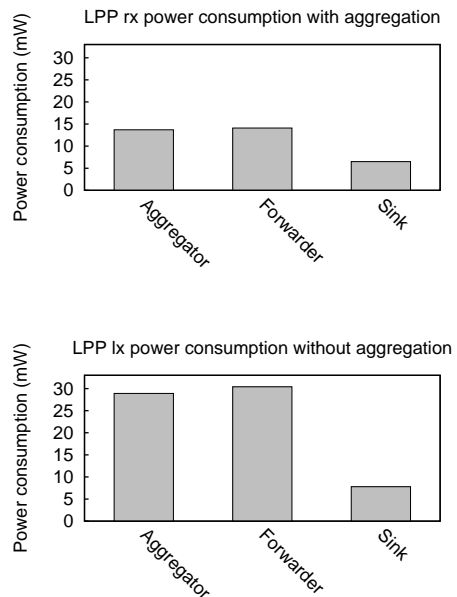 LPP rx power consumption with aggregation
Power consumption (mW)
30
25
20
15
10
5
0
Aggregator
Forwarder
Sink
LPP lx power consumption without aggregation
Power consumption (mW)
30
25
20
15
10
5
0
Aggregator
Forwarder
Sink